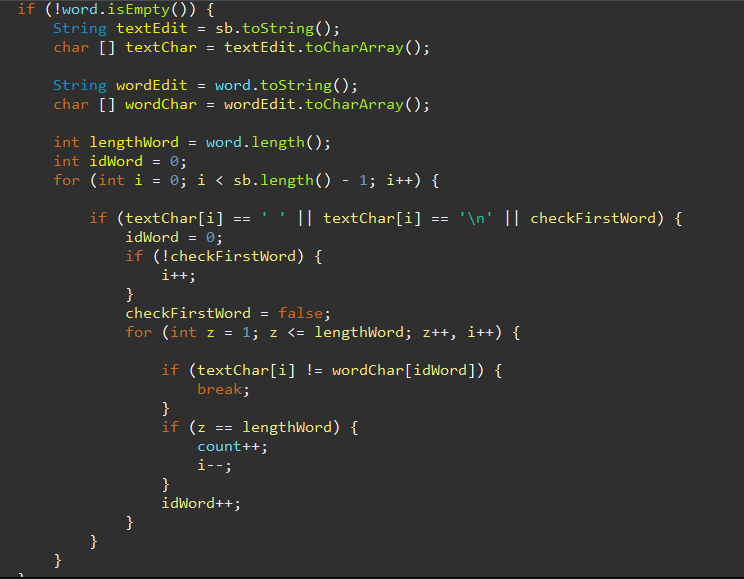 if (!word.isEmpty()) {
String textEdit = sb.toString();
char [] textChar = textEdit.toCharArray();
String wordEdit = word.toString();
char [] wordChar = wordEdit.toCharArray();
int lengthWord = word.length();
int idWord = 0;
for (int i = 0; i < sb.length() - 1; i++) {
if (textChar[i] == ' ' || textChar[i] == '\n' || checkFirstWord) {
idWord = 0;
if (!checkFirstWord) {
i++;
}
checkFirstWord = false;
for (int z = 1; z <= lengthWord; z++, i++) {
if (textChar[i] != wordChar[idWord]) {
break;
}
if (z == lengthWord) {
count++;
i--;
}
idWord++;
}
}
}